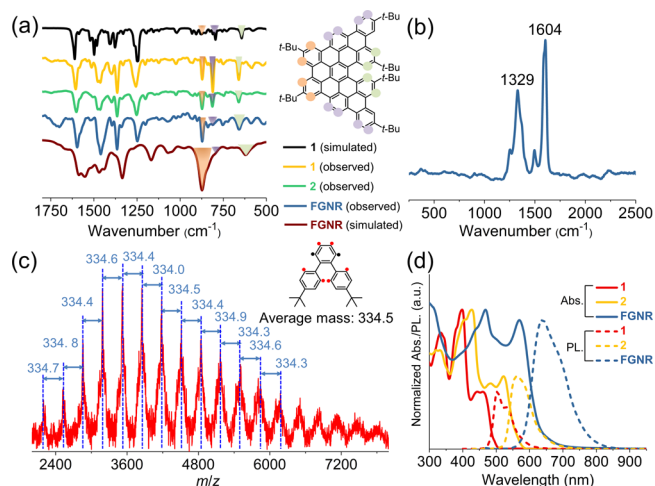 (a)
t-Bu
t-Bu
t-Bu
t-Bu
t-Bu
t-Bu
1 (simulated)
1 (observed)
2 (observed)
FGNR (observed)
FGNR (simulated)
1750 1500 1250 1000 750 500
Wavenumber (cm⁻¹)
(b)
1604
1329
500 1000 1500 2000 2500
Wavenumber (cm⁻¹)
(c)
334.6 334.4
334.0
334.4 334.5
334.4
334. 8 334.9
334.3
334.7 334.6
334.3
Average mass: 334.5
2400 3600 4800 6000 7200
m/z
(d)
1
Abs. 2
FGNR
1
PL. 2
FGNR
Normalized Abs./PL. (a.u.)
300 400 500 600 700 800 900
Wavelength (nm)